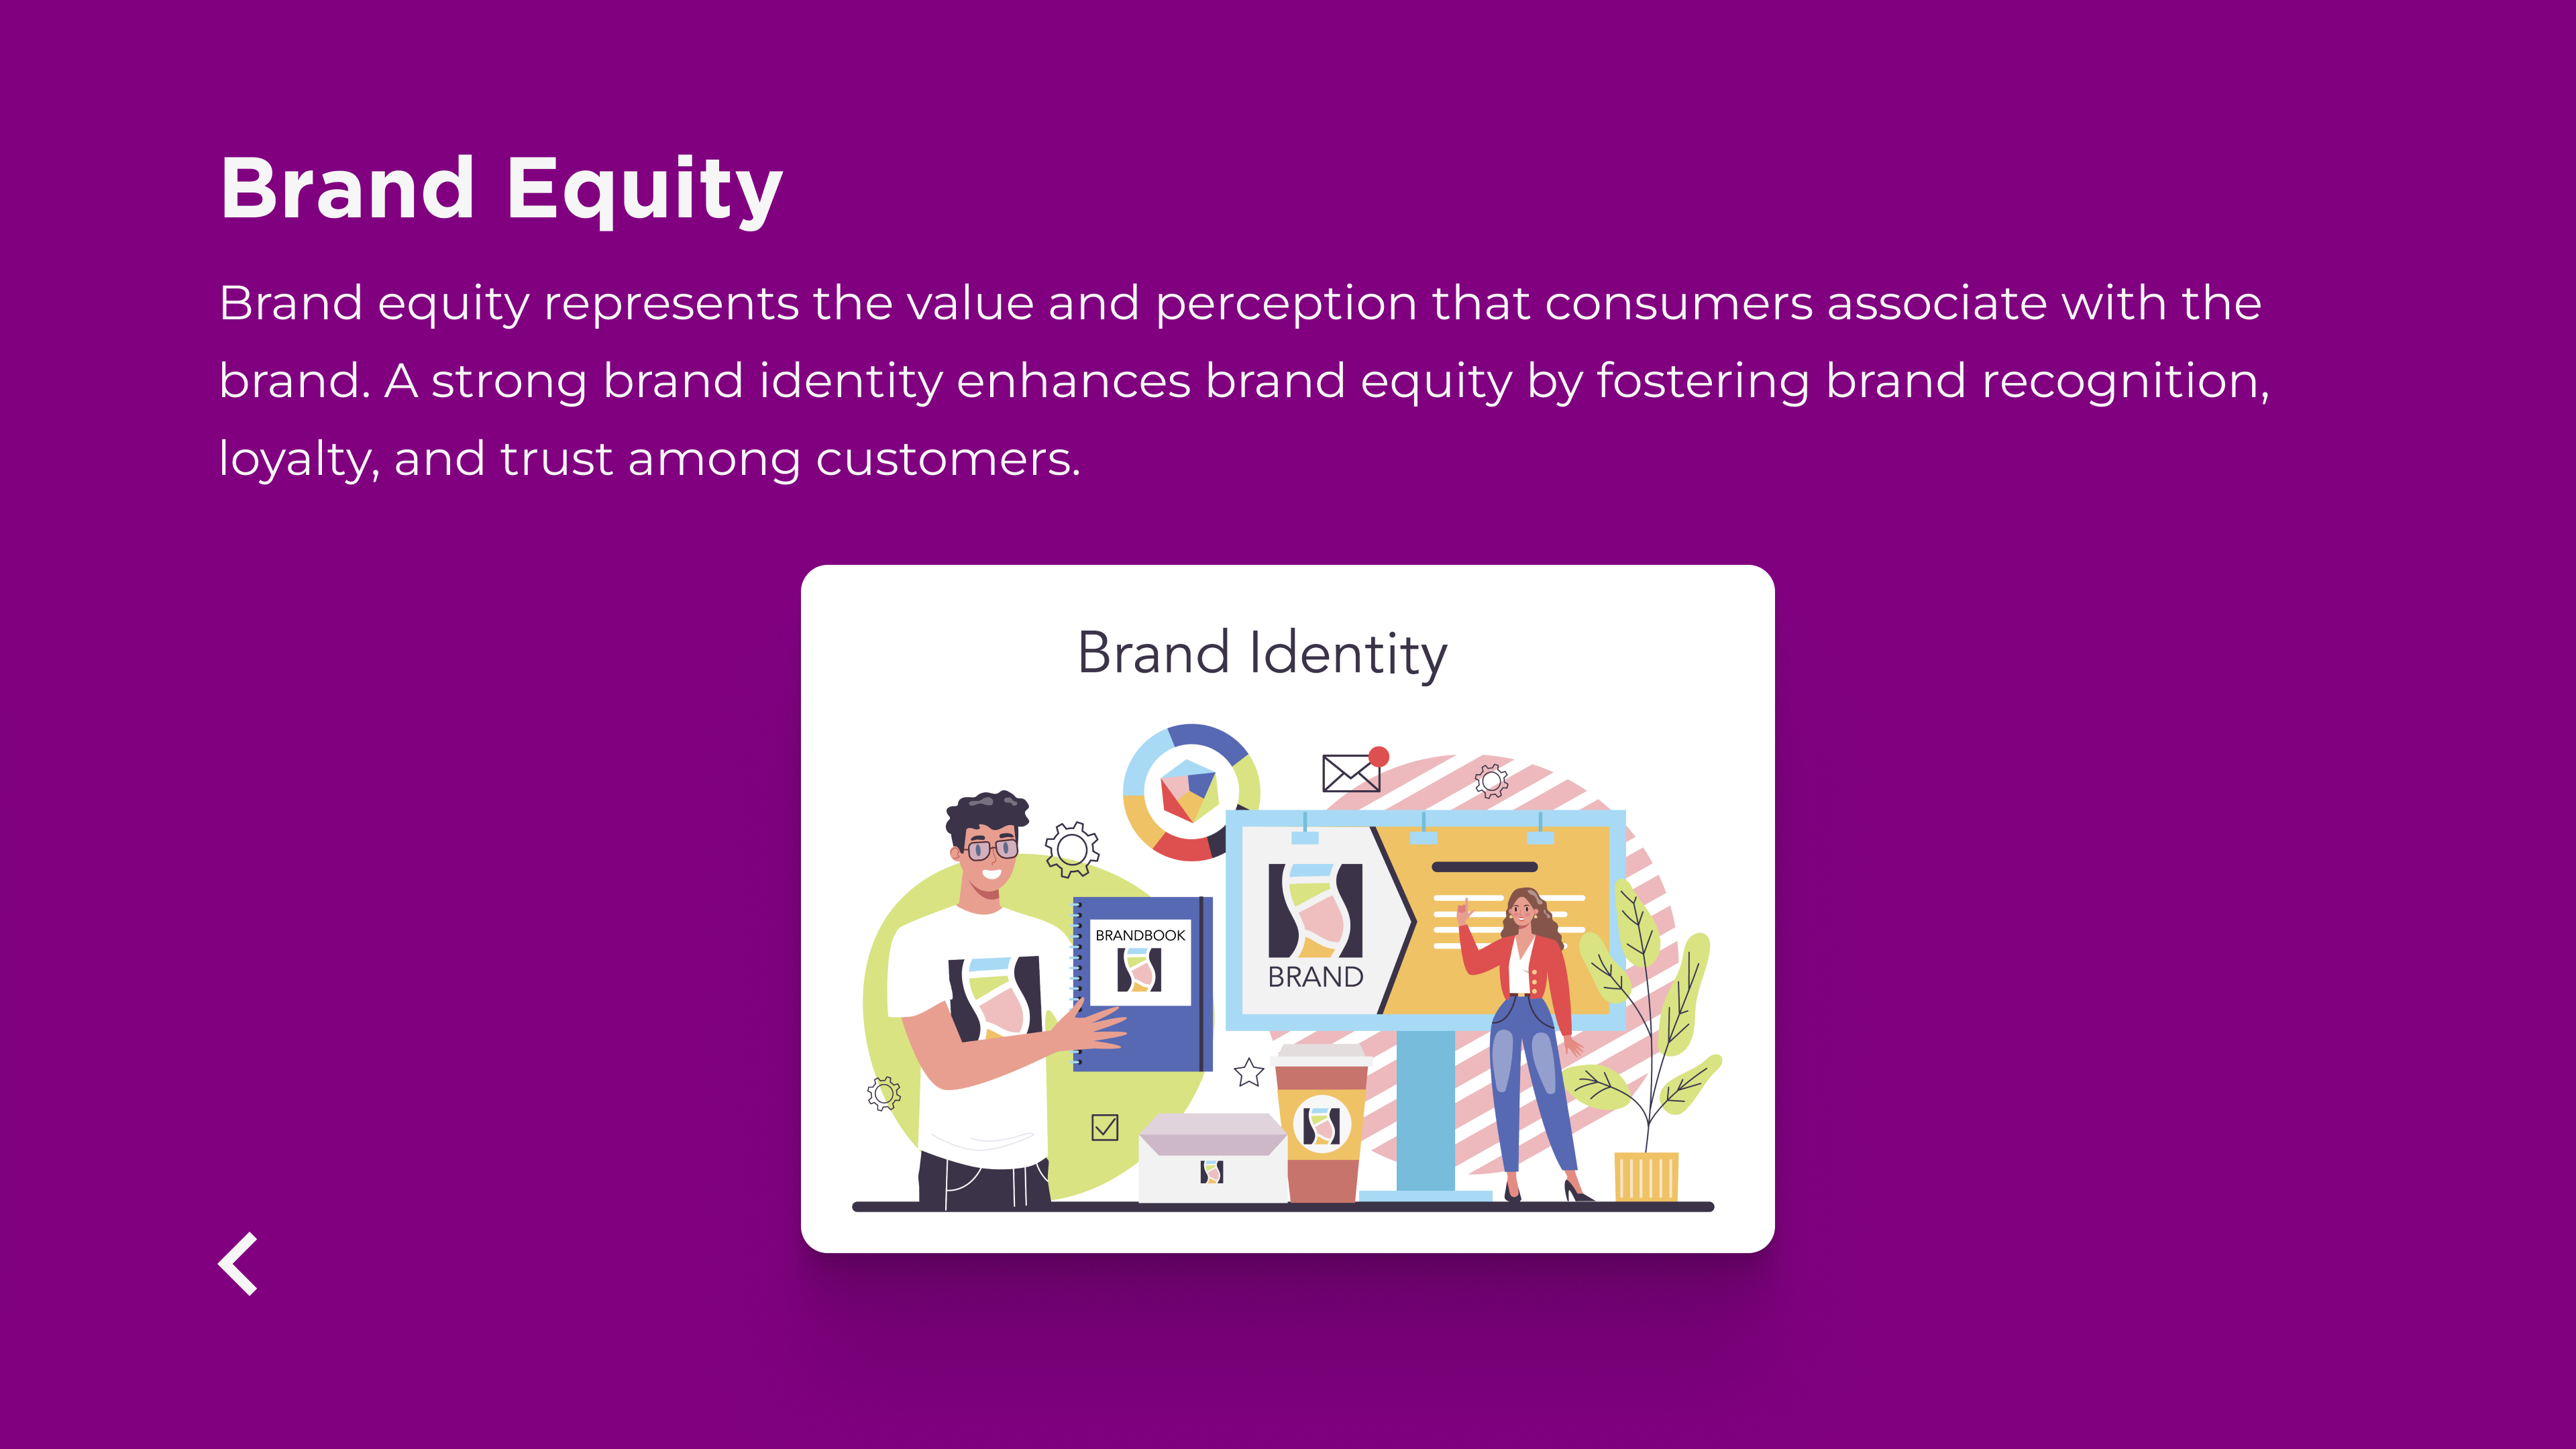 Brand Equity
Brand equity represents the value and perception that consumers associate with the
brand. A strong brand identity enhances brand equity by fostering brand recognition,
loyalty, and trust among customers.
Brand Identity
BRANDBOOK
BRAND